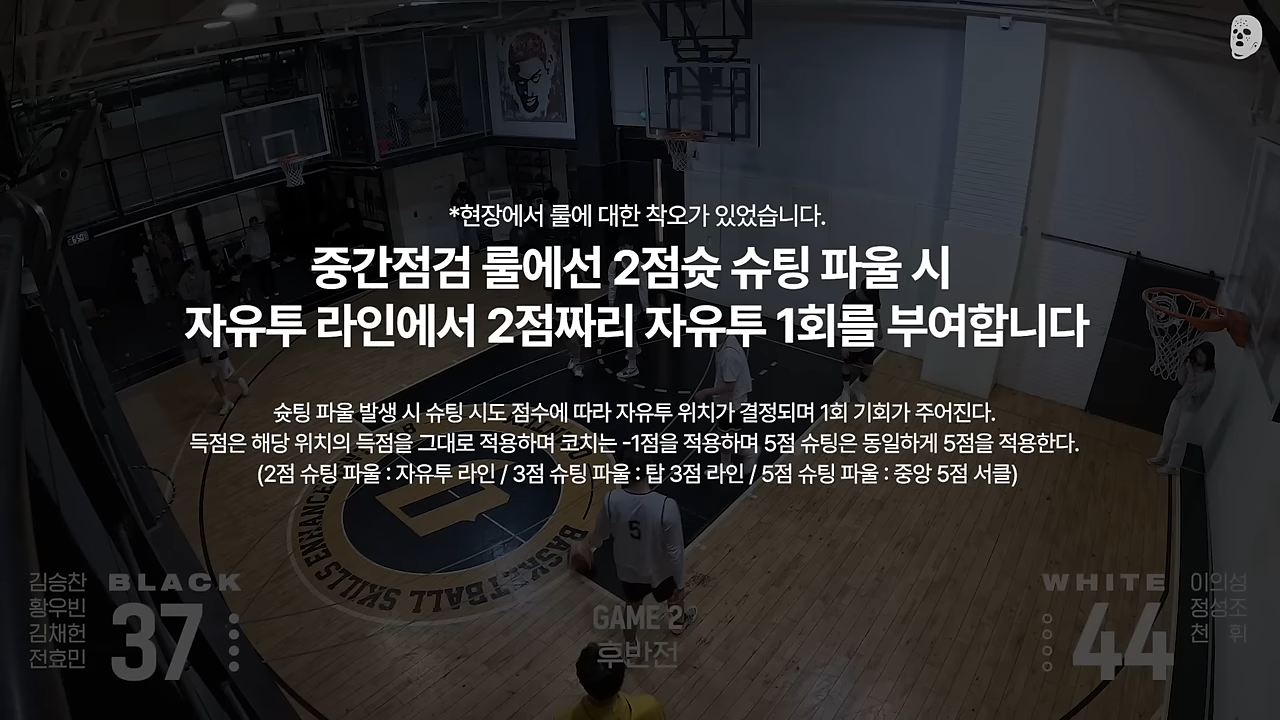 *현장에서 룰에 대한 착오가 있었습니다.
중간점검 룰에선 2점슛 슈팅 파울 시
자유투 라인에서 2점짜리 자유투 1회를 부여합니다
슛팅 파울 발생 시 슈팅 시도 점수에 따라 자유투 위치가 결정되며 1회 기회가 주어진다.
득점은 해당 위치의 득점을 그대로 적용하며 코치는 -1점을 적용하며 5점 슈팅은 동일하게 5점을 적용한다.
(2점 슈팅 파울 : 자유투 라인 / 3점 슈팅 파울 : 탑 3점 라인 / 5점 슈팅 파울 : 중앙 5점 서클)
BASKETBALL SKILLS ENHANCE
5
김승찬
황우빈
김채헌
전효민
BLACK
37
GAME 2
후반전
WHITE
44
이인성
정성조
천 휘